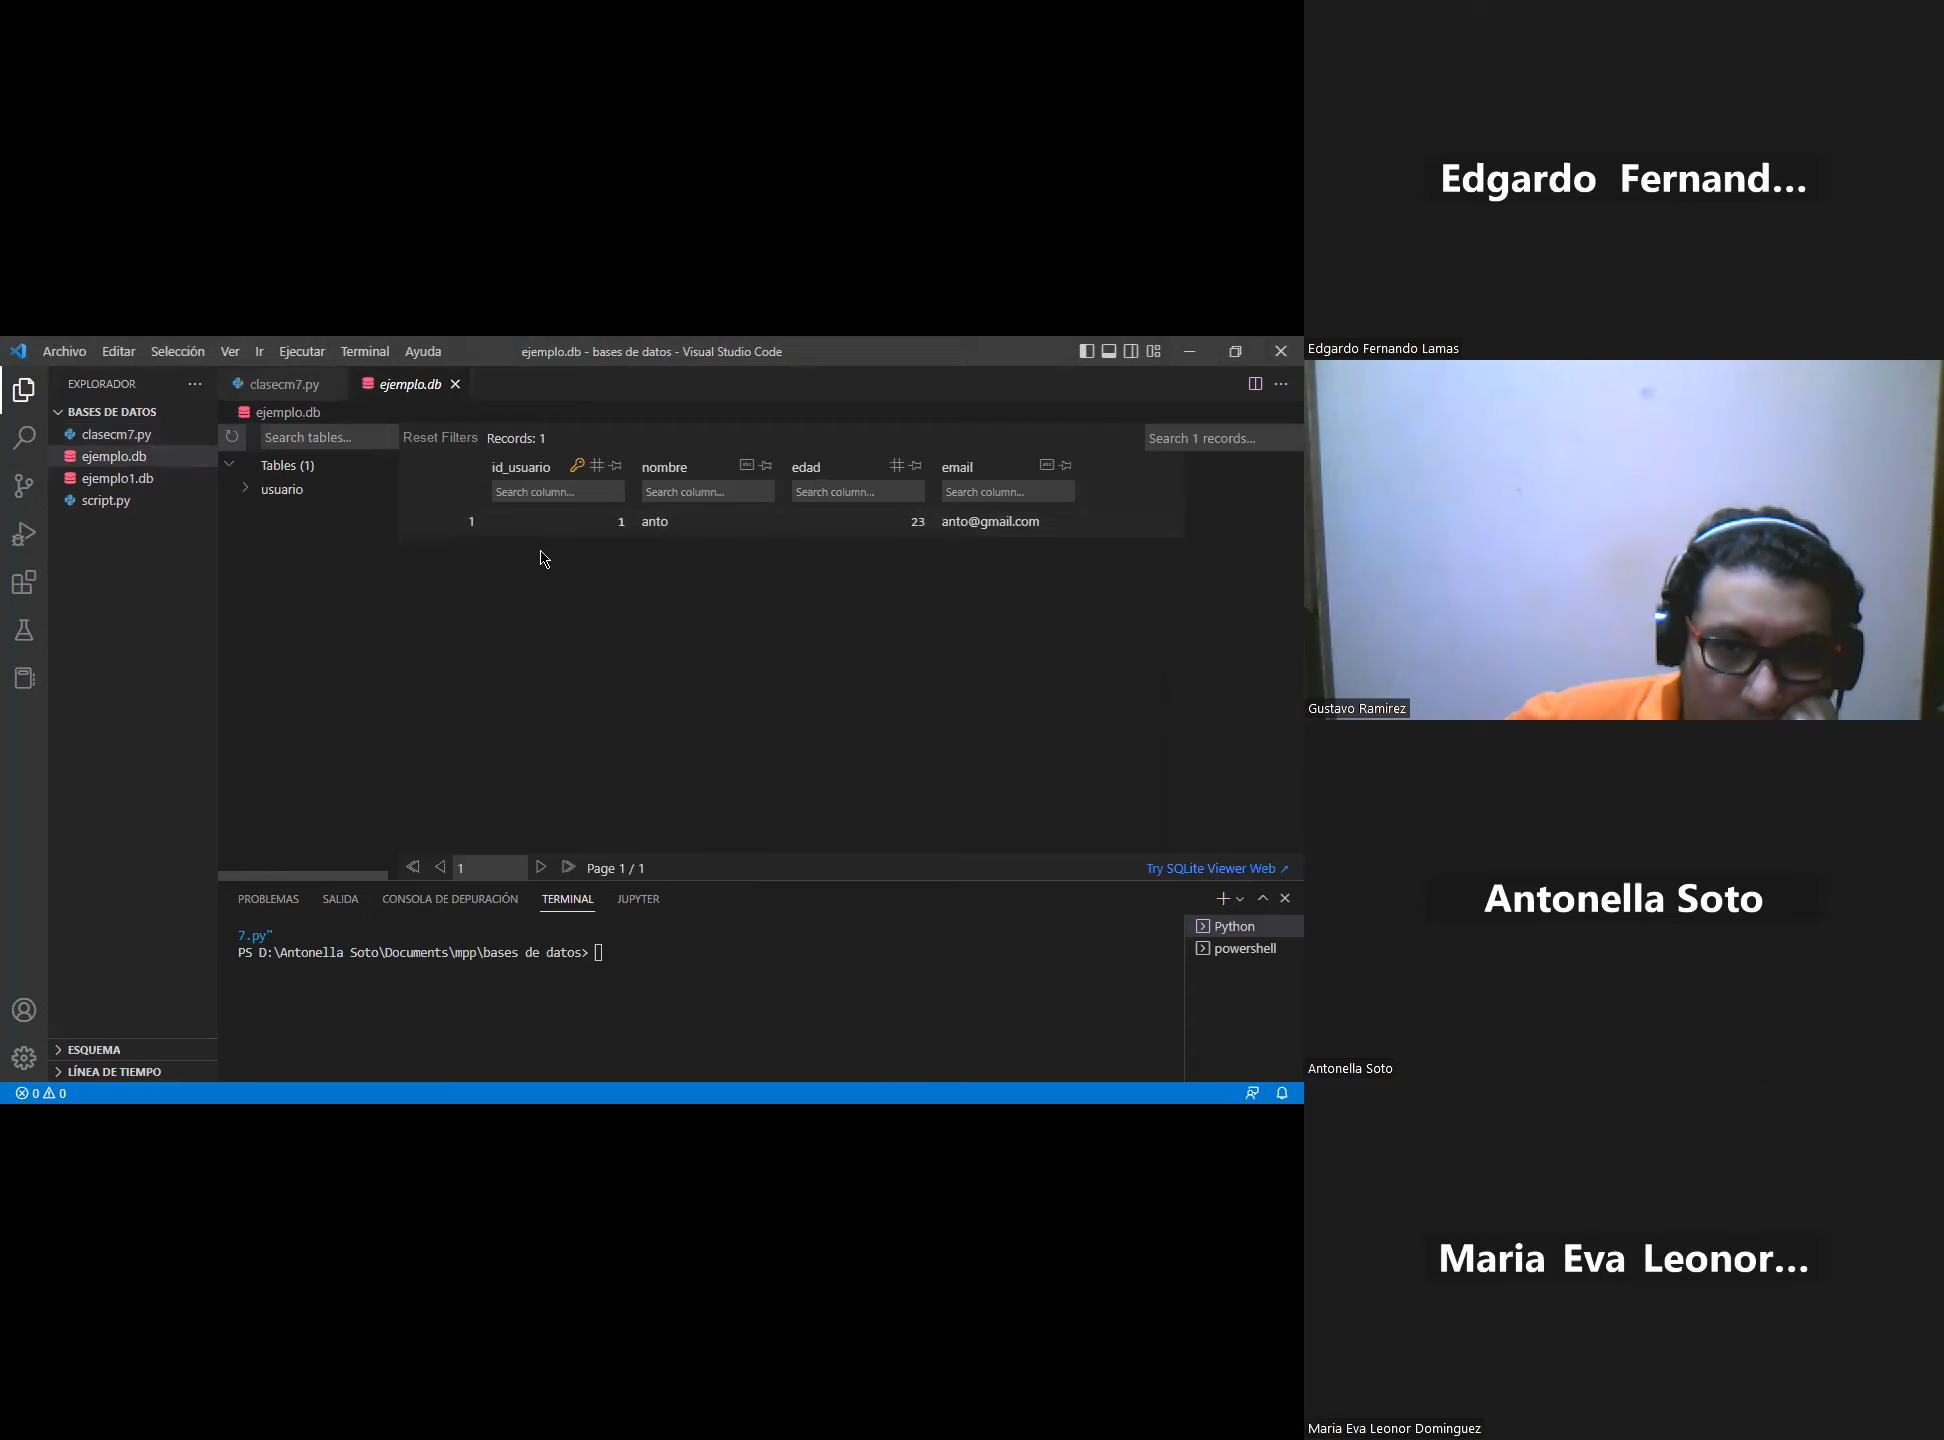 Archivo Editar Selección Ver Ir Ejecutar Terminal Ayuda
ejemplo.db - bases de datos - Visual Studio Code
EXPLORADOR
BASES DE DATOS
clasecm7.py
ejemplo.db
ejemplo1.db
script.py
ESQUEMA
LÍNEA DE TIEMPO
0 0
clasecm7.py
ejemplo.db
ejemplo.db
Search tables...
Tables (1)
usuario
Reset Filters Records: 1
Search 1 records...
id_usuario nombre edad email
Search column... Search column... Search column... Search column...
1 1 anto 23 anto@gmail.com
1 Page 1 / 1
Try SQLite Viewer Web
PROBLEMAS SALIDA CONSOLA DE DEPURACIÓN TERMINAL JUPYTER
7.py"
PS D:\Antonella Soto\Documents\mpp\bases de datos>
Python
powershell
Edgardo Fernand...
Edgardo Fernando Lamas
Gustavo Ramirez
Antonella Soto
Antonella Soto
Maria Eva Leonor...
Maria Eva Leonor Dominguez